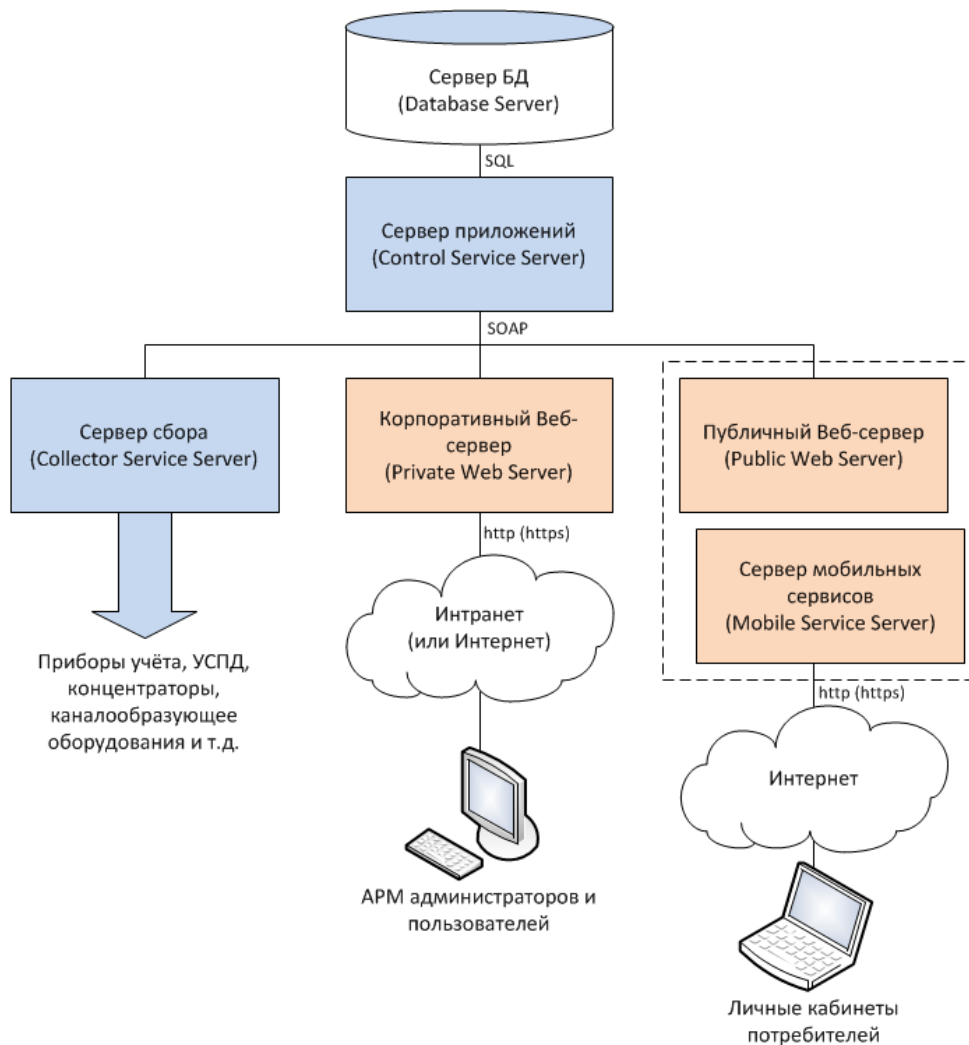 Сервер БД
(Database Server)
SQL
Сервер приложений
(Control Service Server)
SOAP
Сервер сбора
(Collector Service Server)
Корпоративный Веб-
сервер
(Private Web Server)
Публичный Веб-сервер
(Public Web Server)
http (https)
Сервер мобильных
сервисов
(Mobile Service Server)
Интранет
(или Интернет)
Приборы учёта, УСПД,
концентраторы,
каналообразующее
оборудования и т.д.
http (https)
Интернет
АРМ администраторов и
пользователей
Личные кабинеты
потребителей